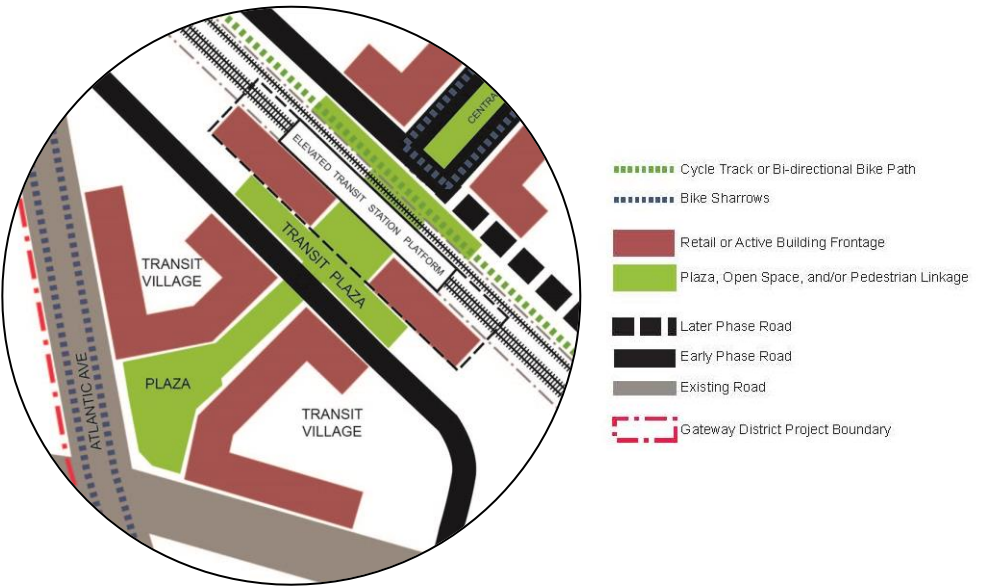 CENTRA
ELEVATED TRANSIT STATION PLATFORM
TRANSIT PLAZA
TRANSIT
VILLAGE
PLAZA
ATLANTIC AVE
TRANSIT
VILLAGE
Cycle Track or Bi-directional Bike Path
Bike Sharrows
Retail or Active Building Frontage
Plaza, Open Space, and/or Pedestrian Linkage
Later Phase Road
Early Phase Road
Existing Road
Gateway District Project Boundary